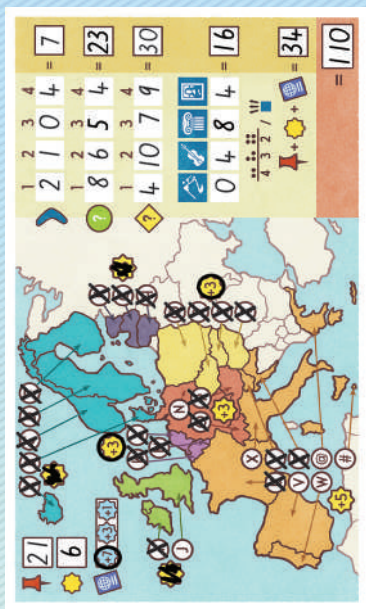 21
6
+3 +1
+3
J
N
+3
+3
X
V
W
@
#
+5
1 2 3 4
2 1 0 4 = 7
1 2 3 4
? 8 6 5 4 = 23
1 2 3 4
? 4 10 7 9 = 30
0 4 8 4 = 16
4 3 2 /
+ + = 34
= 110